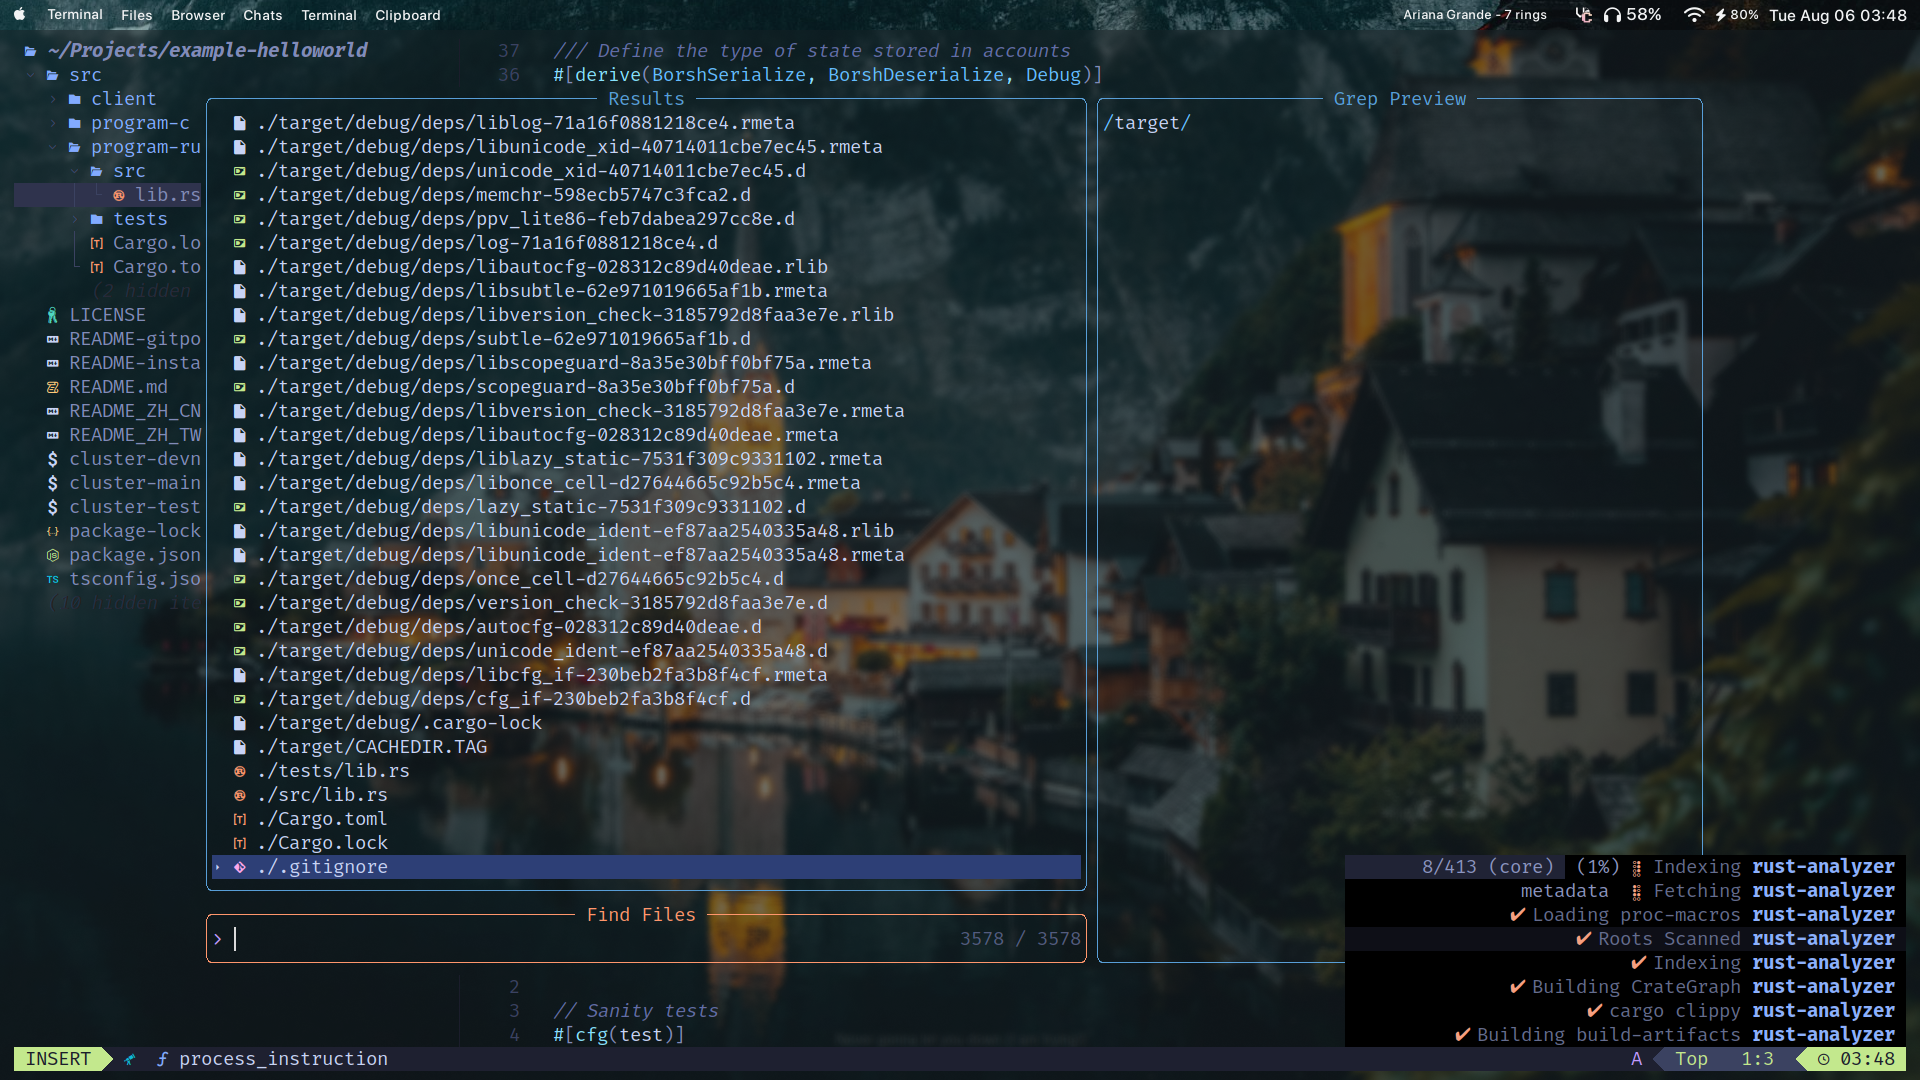 Terminal Files Browser Chats Terminal Clipboard
Ariana Grande - 7 rings 58% 80% Tue Aug 06 03:48
~/Projects/example-helloworld
src
client
program-c
program-ru
src
lib.rs
tests
Cargo.lo
Cargo.to
(2 hidden
LICENSE
README-gitpo
README-insta
README.md
README_ZH_CN
README_ZH_TW
$ cluster-devn
$ cluster-main
$ cluster-test
package-lock
package.json
TS tsconfig.jso
hidden ite
37 /// Define the type of state stored in accounts
36 #[derive(BorshSerialize, BorshDeserialize, Debug)]
Results
./target/debug/deps/liblog-71a16f0881218ce4.rmeta
./target/debug/deps/libunicode_xid-40714011cbe7ec45.rmeta
./target/debug/deps/unicode_xid-40714011cbe7ec45.d
./target/debug/deps/memchr-598ecb5747c3fca2.d
./target/debug/deps/ppv_lite86-feb7dabea297cc8e.d
./target/debug/deps/log-71a16f0881218ce4.d
./target/debug/deps/libautocfg-028312c89d40deae.rlib
./target/debug/deps/libsubtle-62e971019665af1b.rmeta
./target/debug/deps/libversion_check-3185792d8faa3e7e.rlib
./target/debug/deps/subtle-62e971019665af1b.d
./target/debug/deps/libscopeguard-8a35e30bff0bf75a.rmeta
./target/debug/deps/scopeguard-8a35e30bff0bf75a.d
./target/debug/deps/libversion_check-3185792d8faa3e7e.rmeta
./target/debug/deps/libautocfg-028312c89d40deae.rmeta
./target/debug/deps/liblazy_static-7531f309c9331102.rmeta
./target/debug/deps/libonce_cell-d27644665c92b5c4.rmeta
./target/debug/deps/lazy_static-7531f309c9331102.d
./target/debug/deps/libunicode_ident-ef87aa2540335a48.rlib
./target/debug/deps/libunicode_ident-ef87aa2540335a48.rmeta
./target/debug/deps/once_cell-d27644665c92b5c4.d
./target/debug/deps/version_check-3185792d8faa3e7e.d
./target/debug/deps/autocfg-028312c89d40deae.d
./target/debug/deps/unicode_ident-ef87aa2540335a48.d
./target/debug/deps/libcfg_if-230beb2fa3b8f4cf.rmeta
./target/debug/deps/cfg_if-230beb2fa3b8f4cf.d
./target/debug/.cargo-lock
./target/CACHEDIR.TAG
./tests/lib.rs
./src/lib.rs
./Cargo.toml
./Cargo.lock
./.gitignore
Find Files
> 3578 / 3578
Grep Preview
/target/
8/413 (core) (1%) Indexing rust-analyzer
metadata Fetching rust-analyzer
✔ Loading proc-macros rust-analyzer
✔ Roots Scanned rust-analyzer
✔ Indexing rust-analyzer
✔ Building CrateGraph rust-analyzer
✔ cargo clippy rust-analyzer
✔ Building build-artifacts rust-analyzer
2
3 // Sanity tests
4 #[cfg(test)]
INSERT ƒ process_instruction A Top 1:3 03:48